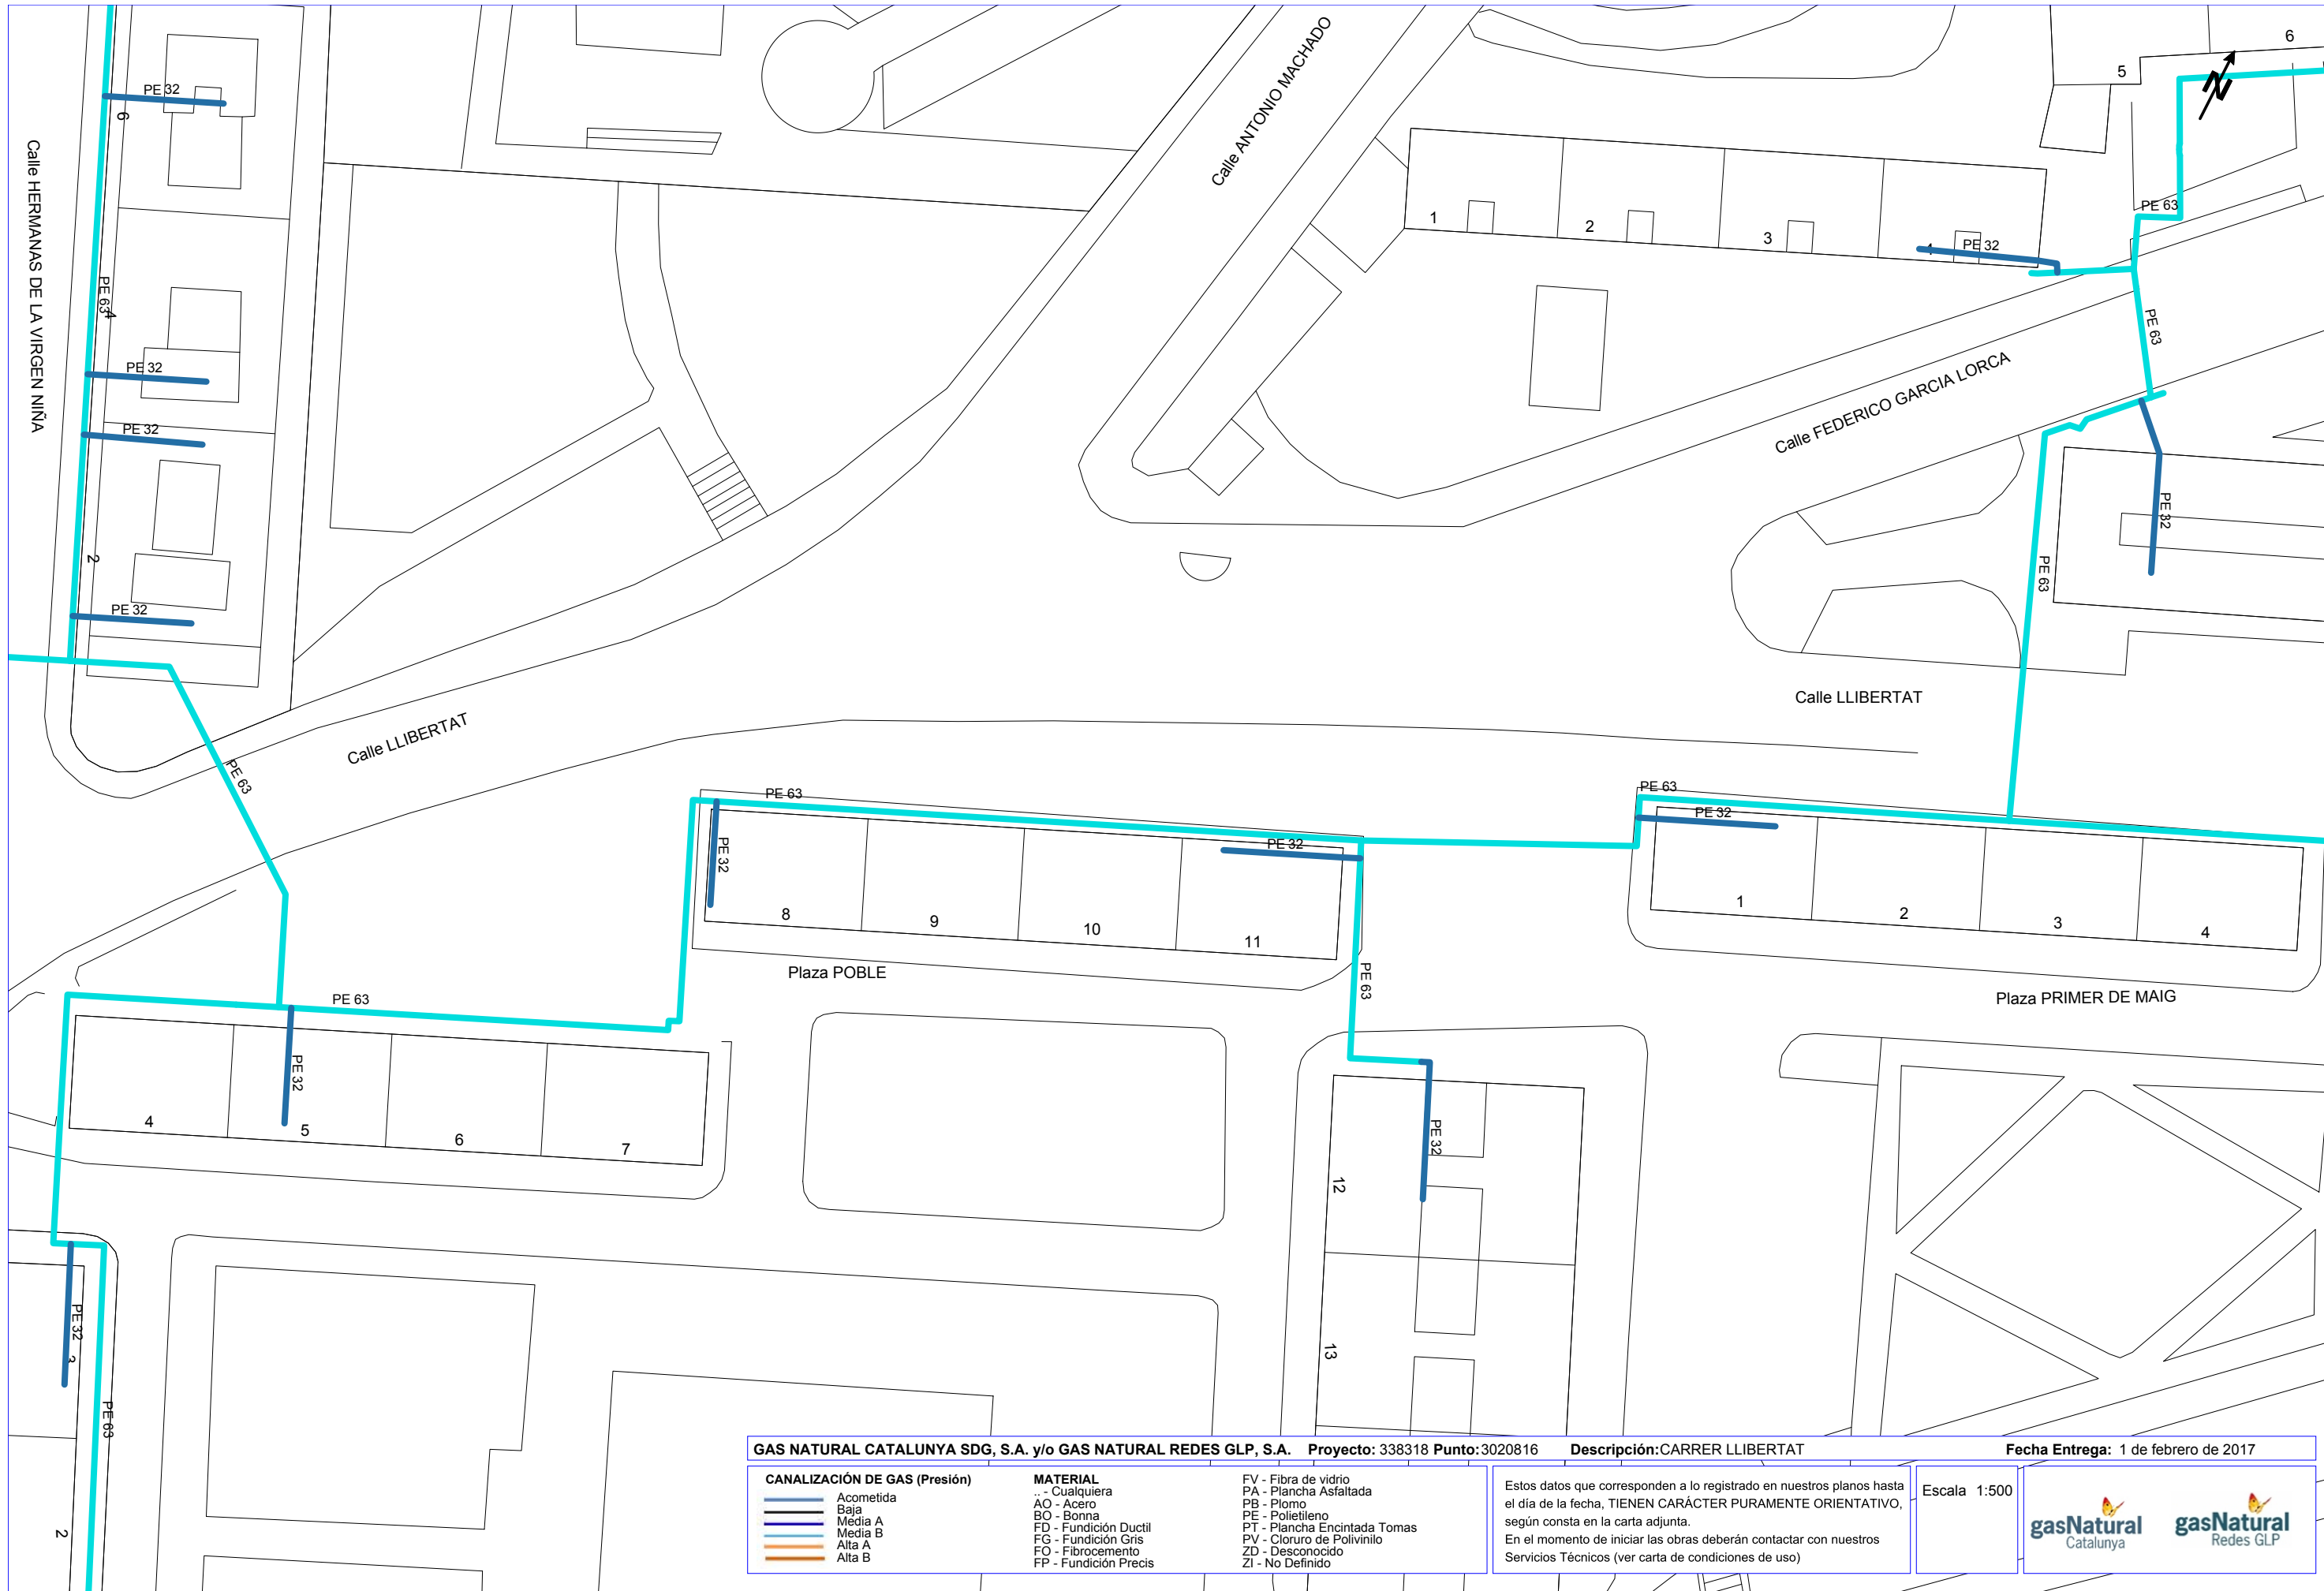 Calle HERMANAS DE LA VIRGEN NIÑA
PE 32
6
PE 63
4
PE 32
PE 32
2
PE 32
Calle ANTONIO MACHADO
1
2
3
4
PE 32
5
6
N
PE 63
PE 63
Calle FEDERICO GARCIA LORCA
PE 32
PE 63
Calle LLIBERTAT
Calle LLIBERTAT
PE 63
PE 63
PE 32
PE 32
8
9
10
11
Plaza POBLE
PE 63
PE 63
PE 32
1
2
3
4
Plaza PRIMER DE MAIG
PE 63
PE 32
4
5
6
7
PE 32
12
13
PE 32
3
PE 63
2
GAS NATURAL CATALUNYA SDG, S.A. y/o GAS NATURAL REDES GLP, S.A. Proyecto: 338318 Punto:3020816 Descripción:CARRER LLIBERTAT Fecha Entrega: 1 de febrero de 2017
CANALIZACIÓN DE GAS (Presión)
Acometida
Baja
Media A
Media B
Alta A
Alta B
MATERIAL
.. - Cualquiera
AO - Acero
BO - Bonna
FD - Fundición Ductil
FG - Fundición Gris
FO - Fibrocemento
FP - Fundición Precis
FV - Fibra de vidrio
PA - Plancha Asfaltada
PB - Plomo
PE - Polietileno
PT - Plancha Encintada Tomas
PV - Cloruro de Polivinilo
ZD - Desconocido
ZI - No Definido
Estos datos que corresponden a lo registrado en nuestros planos hasta
el día de la fecha, TIENEN CARÁCTER PURAMENTE ORIENTATIVO,
según consta en la carta adjunta.
En el momento de iniciar las obras deberán contactar con nuestros
Servicios Técnicos (ver carta de condiciones de uso)
Escala 1:500
gasNatural
Catalunya
gasNatural
Redes GLP